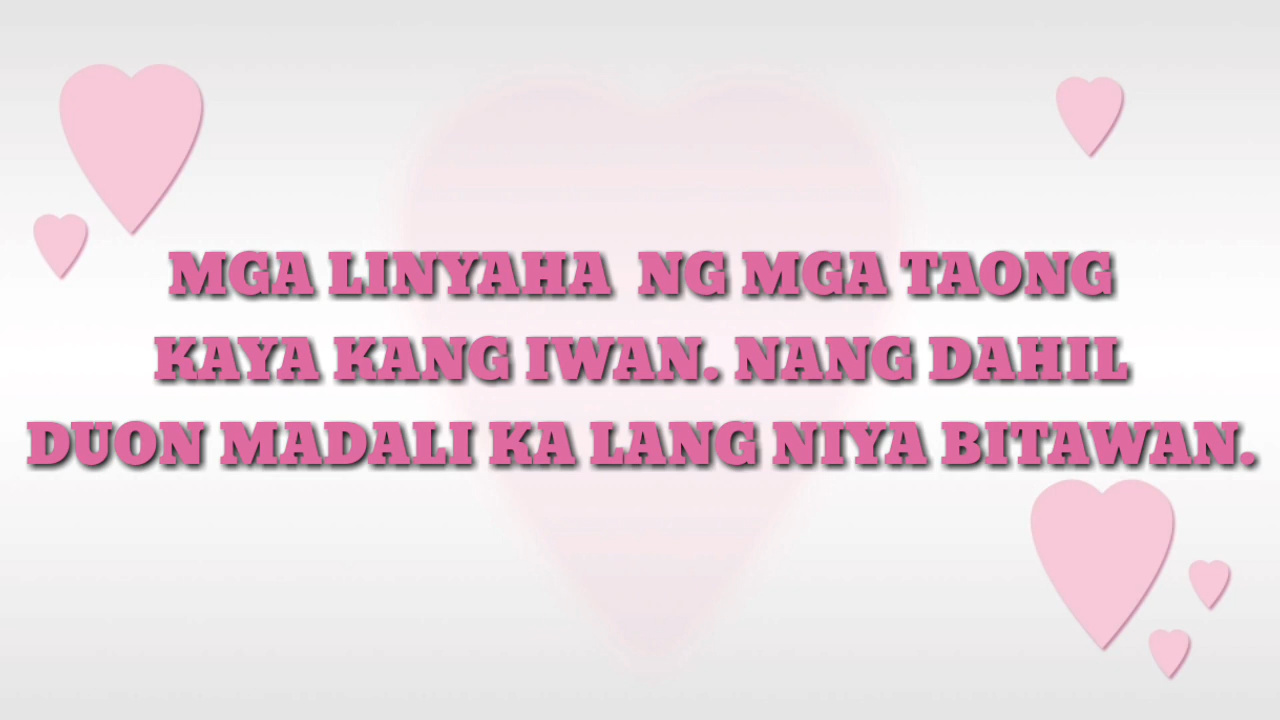 MGA LINYAHA  NG MGA TAONG
KAYA KANG IWAN. NANG DAHIL
DUON MADALI KA LANG NIYA BITAWAN.